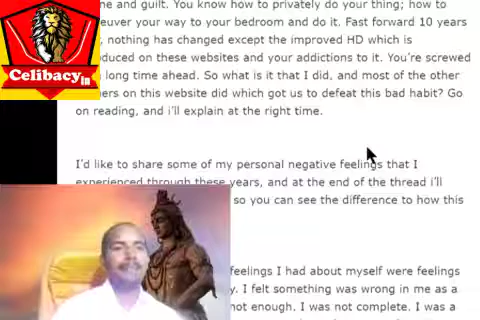 ne and guilt. You know how to privately do your thing; how to
euver your way to your bedroom and do it. Fast forward 10 years
nothing has changed except the improved HD which is
oduced on these websites and your addictions to it. You're screwed
long time ahead. So what is it that I did, and most of the other
ers on this website did which got us to defeat this bad habit? Go
on reading, and i'll explain at the right time.
Celibacy.in
I'd like to share some of my personal negative feelings that I
experienced through these years, and at the end of the thread i'll
so you can see the difference to how this
feelings I had about myself were feelings
y. I felt something was wrong in me as a
not enough. I was not complete. I was a